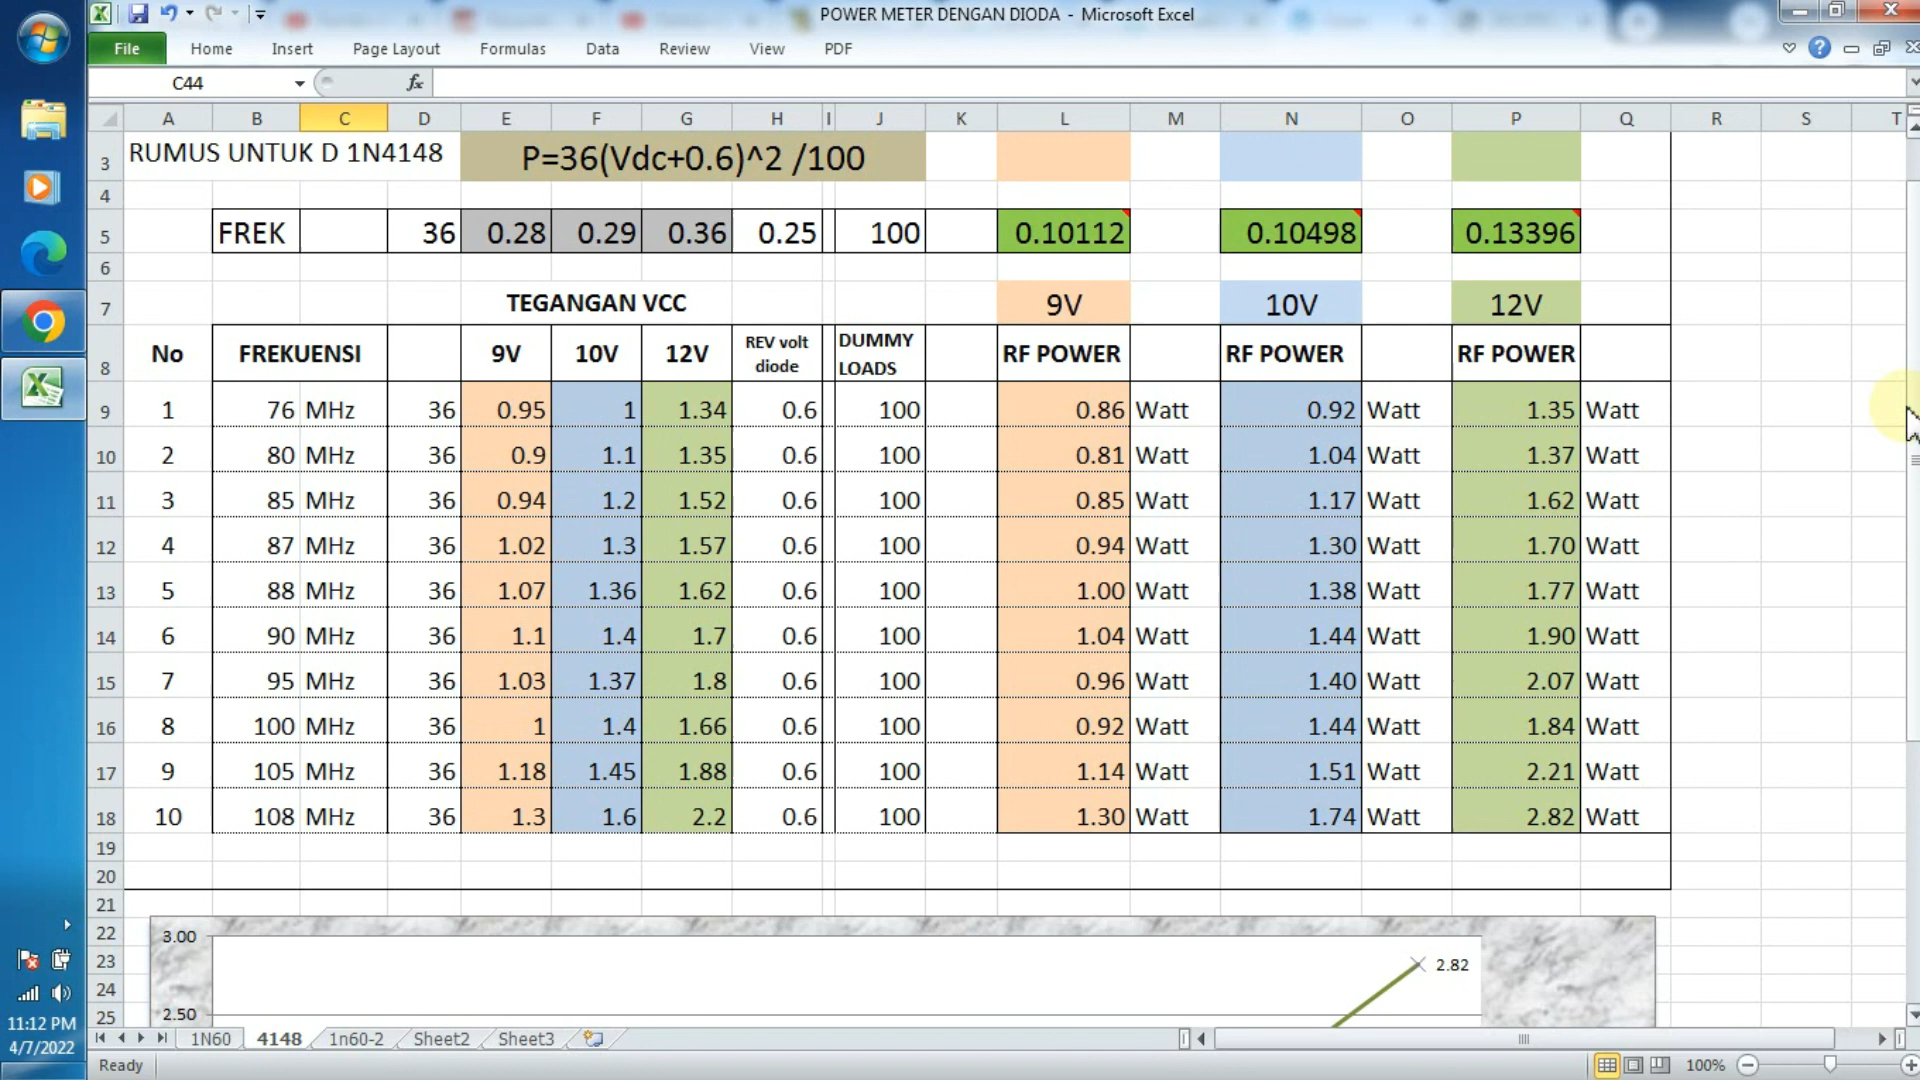 POWER METER DENGAN DIODA - Microsoft Excel
File Home Insert Page Layout Formulas Data Review View PDF
C44 fx
A B C D E F G H I J K L M N O P Q R S T
3 RUMUS UNTUK D 1N4148 P=36(Vdc+0.6)^2 /100
4
5 FREK 36 0.28 0.29 0.36 0.25 100 0.10112 0.10498 0.13396
6
7 TEGANGAN VCC 9V 10V 12V
8 No FREKUENSI 9V 10V 12V REV volt diode DUMMY LOADS RF POWER RF POWER RF POWER
9 1 76 MHz 36 0.95 1 1.34 0.6 100 0.86 Watt 0.92 Watt 1.35 Watt
10 2 80 MHz 36 0.9 1.1 1.35 0.6 100 0.81 Watt 1.04 Watt 1.37 Watt
11 3 85 MHz 36 0.94 1.2 1.52 0.6 100 0.85 Watt 1.17 Watt 1.62 Watt
12 4 87 MHz 36 1.02 1.3 1.57 0.6 100 0.94 Watt 1.30 Watt 1.70 Watt
13 5 88 MHz 36 1.07 1.36 1.62 0.6 100 1.00 Watt 1.38 Watt 1.77 Watt
14 6 90 MHz 36 1.1 1.4 1.7 0.6 100 1.04 Watt 1.44 Watt 1.90 Watt
15 7 95 MHz 36 1.03 1.37 1.8 0.6 100 0.96 Watt 1.40 Watt 2.07 Watt
16 8 100 MHz 36 1 1.4 1.66 0.6 100 0.92 Watt 1.44 Watt 1.84 Watt
17 9 105 MHz 36 1.18 1.45 1.88 0.6 100 1.14 Watt 1.51 Watt 2.21 Watt
18 10 108 MHz 36 1.3 1.6 2.2 0.6 100 1.30 Watt 1.74 Watt 2.82 Watt
19
20
21
22 3.00
23 2.82
24
25 2.50
1N60 4148 1n60-2 Sheet2 Sheet3
11:12 PM
4/7/2022
Ready 100%